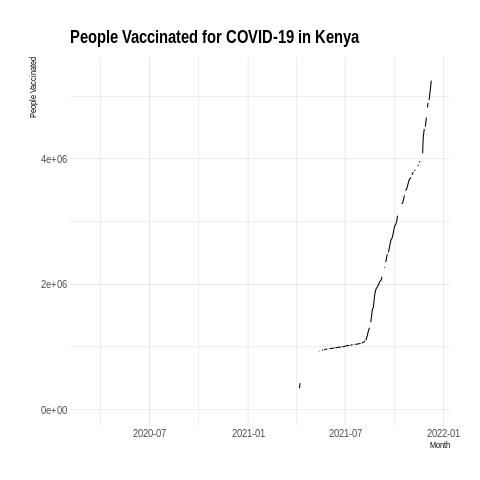 People Vaccinated for COVID-19 in Kenya
People Vaccinated
4e+06
2e+06
0e+00
2020-07 2021-01 2021-07 2022-01
Month